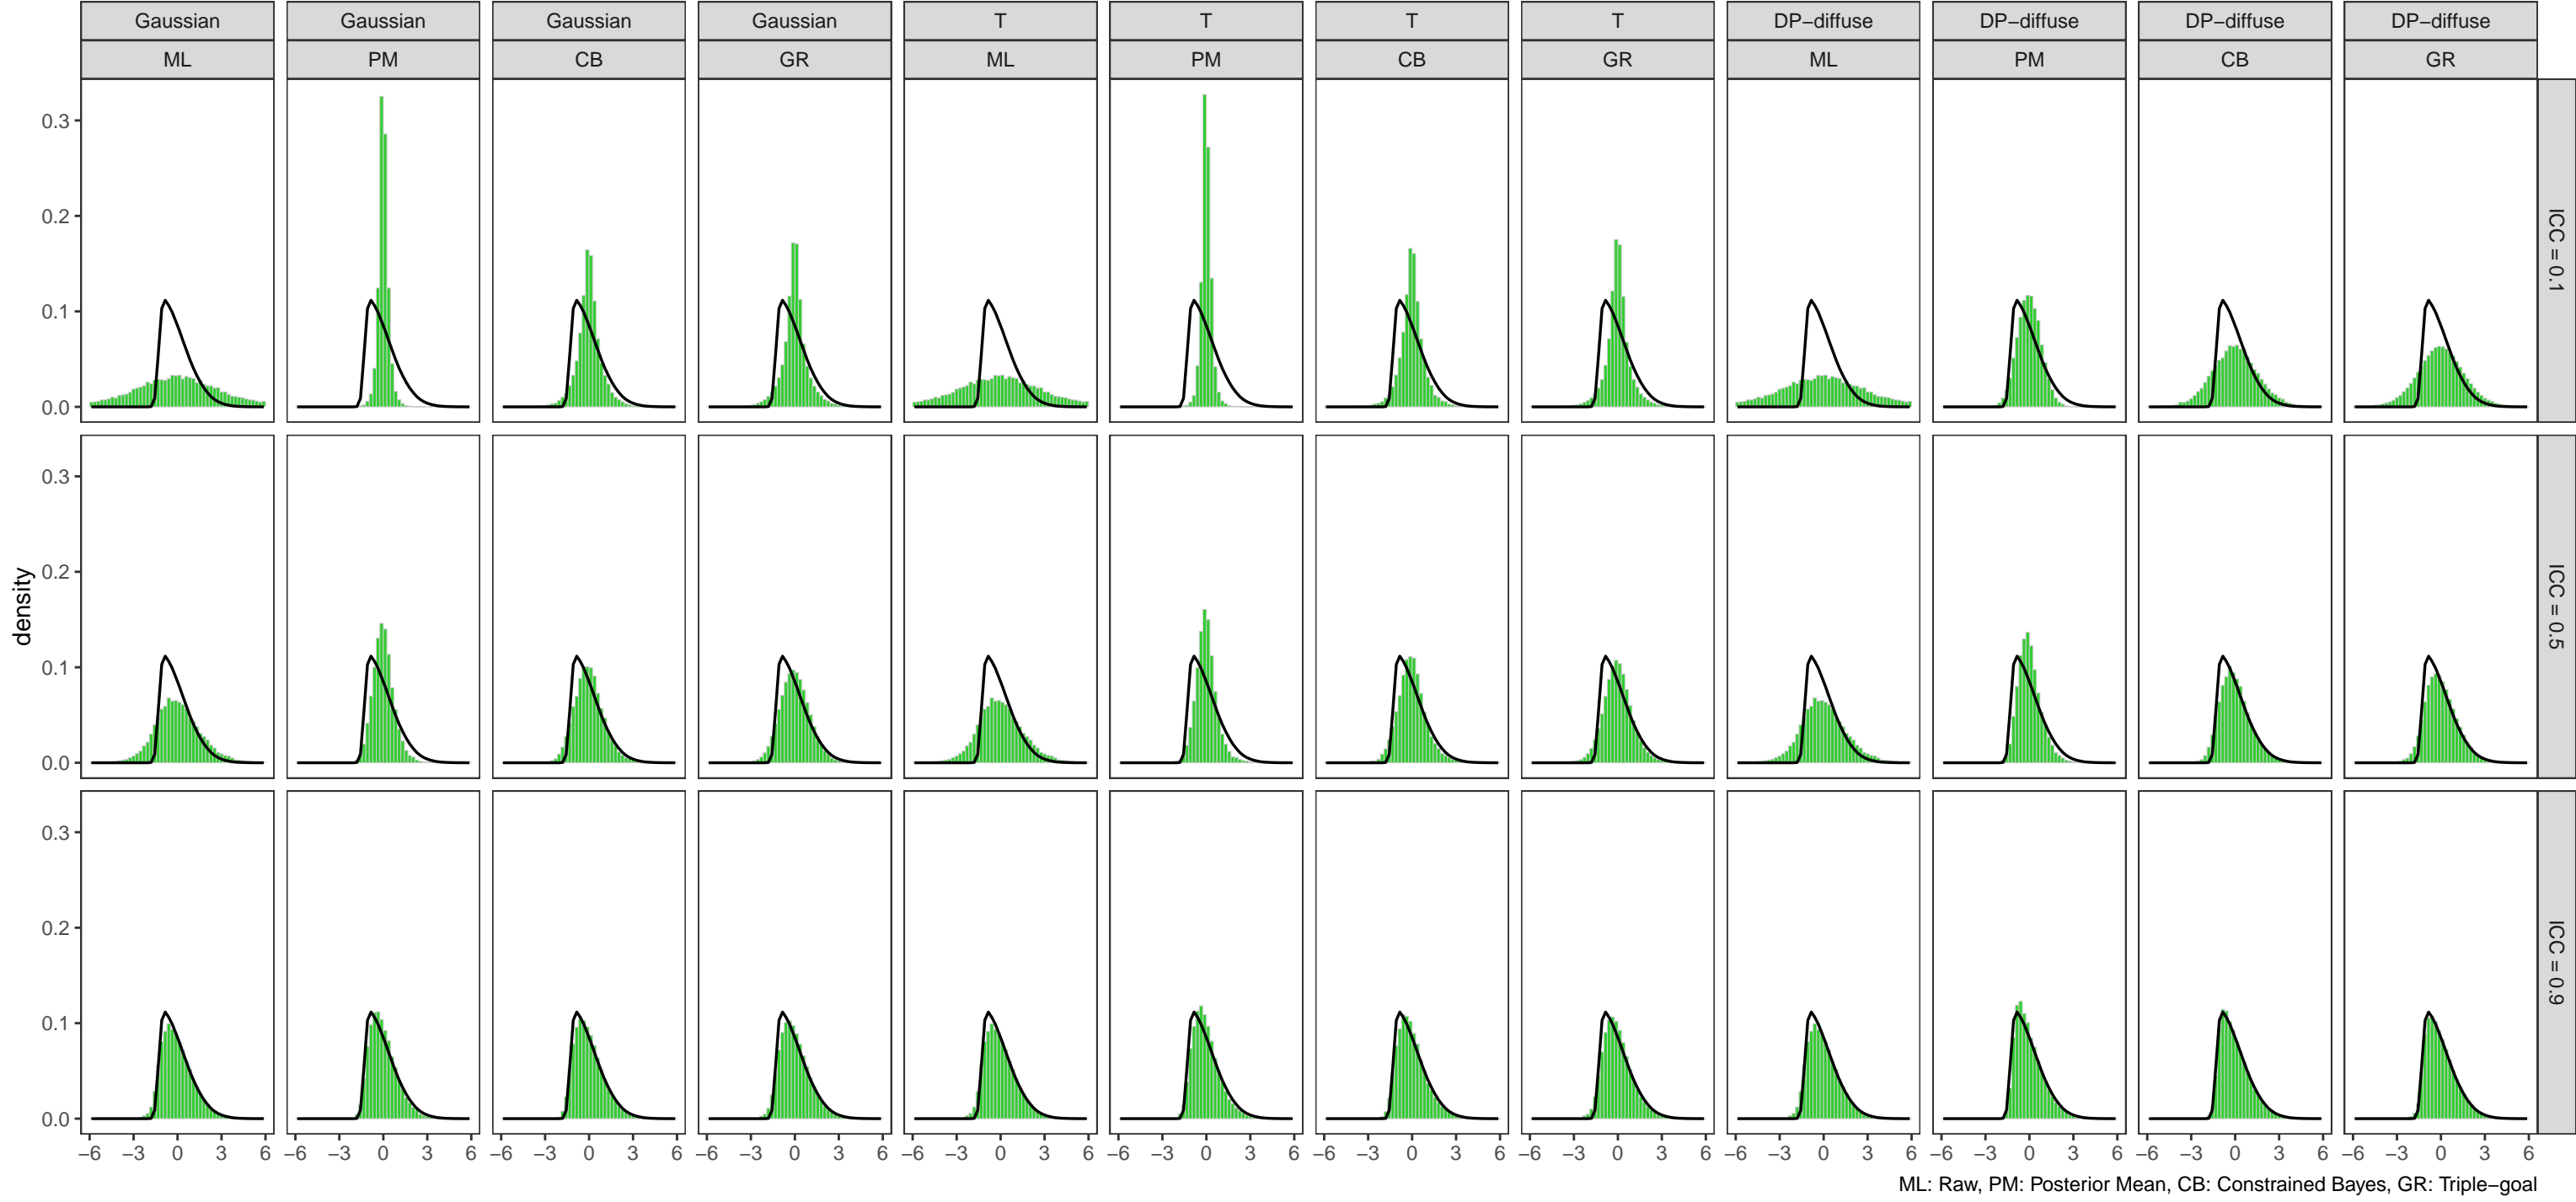 Gaussian Gaussian Gaussian Gaussian T T T T DP−diffuse DP−diffuse DP−diffuse DP−diffuse
ML PM CB GR ML PM CB GR ML PM CB GR
0.3
0.2
0.1
0.0
ICC = 0.1
density
0.3
0.2
0.1
0.0
ICC = 0.5
0.3
0.2
0.1
0.0
ICC = 0.9
−6 −3 0 3 6 −6 −3 0 3 6 −6 −3 0 3 6 −6 −3 0 3 6 −6 −3 0 3 6 −6 −3 0 3 6 −6 −3 0 3 6 −6 −3 0 3 6 −6 −3 0 3 6 −6 −3 0 3 6 −6 −3 0 3 6 −6 −3 0 3 6
ML: Raw, PM: Posterior Mean, CB: Constrained Bayes, GR: Triple−goal